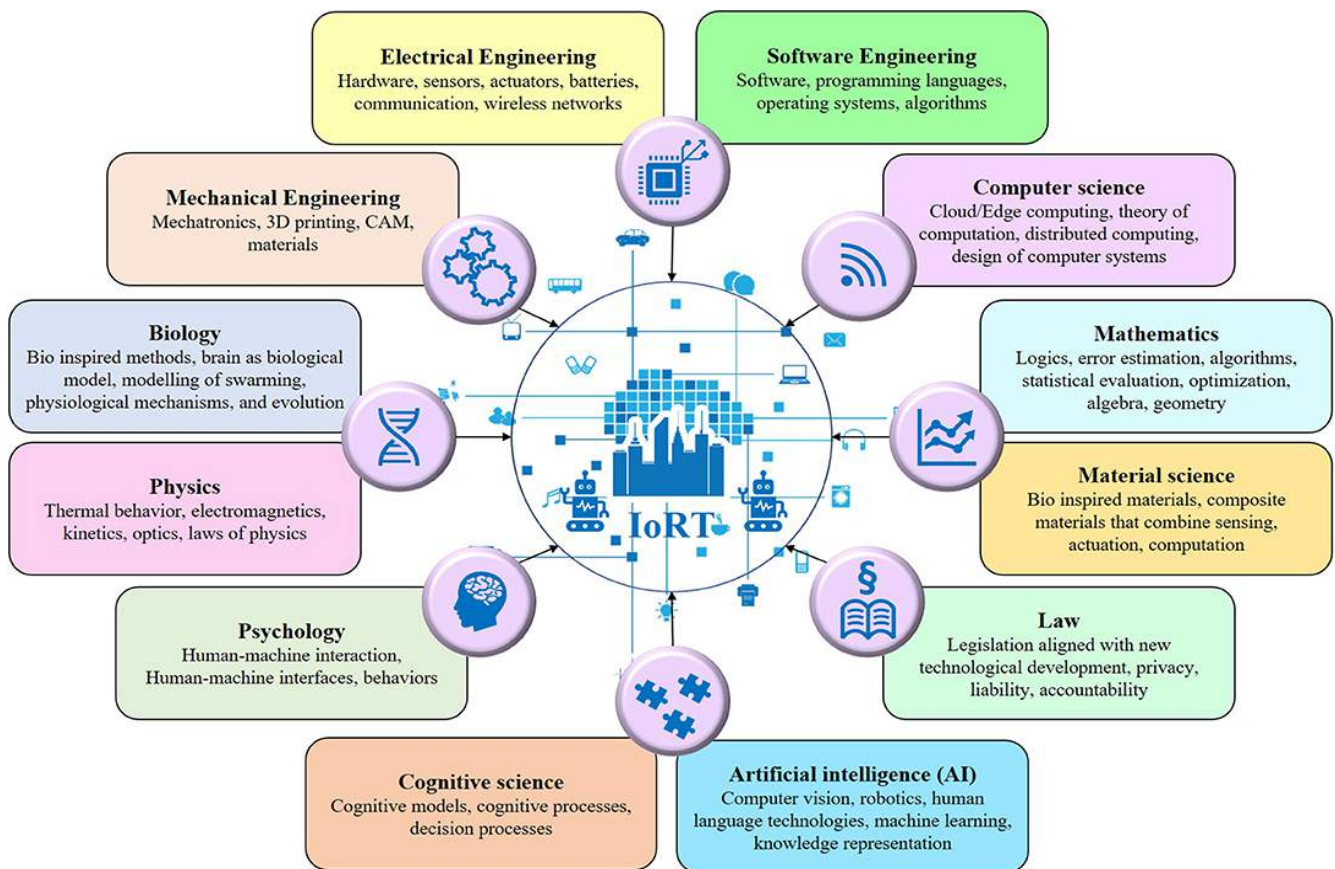 Electrical Engineering
Hardware, sensors, actuators, batteries,
communication, wireless networks
Software Engineering
Software, programming languages,
operating systems, algorithms
Mechanical Engineering
Mechatronics, 3D printing, CAM,
materials
Computer science
Cloud/Edge computing, theory of
computation, distributed computing,
design of computer systems
Biology
Bio inspired methods, brain as biological
model, modelling of swarming,
physiological mechanisms, and evolution
Mathematics
Logics, error estimation, algorithms,
statistical evaluation, optimization,
algebra, geometry
Physics
Thermal behavior, electromagnetics,
kinetics, optics, laws of physics
IoRT
Material science
Bio inspired materials, composite
materials that combine sensing,
actuation, computation
Psychology
Human-machine interaction,
Human-machine interfaces, behaviors
§
Law
Legislation aligned with new
technological development, privacy,
liability, accountability
Cognitive science
Cognitive models, cognitive processes,
decision processes
Artificial intelligence (AI)
Computer vision, robotics, human
language technologies, machine learning,
knowledge representation